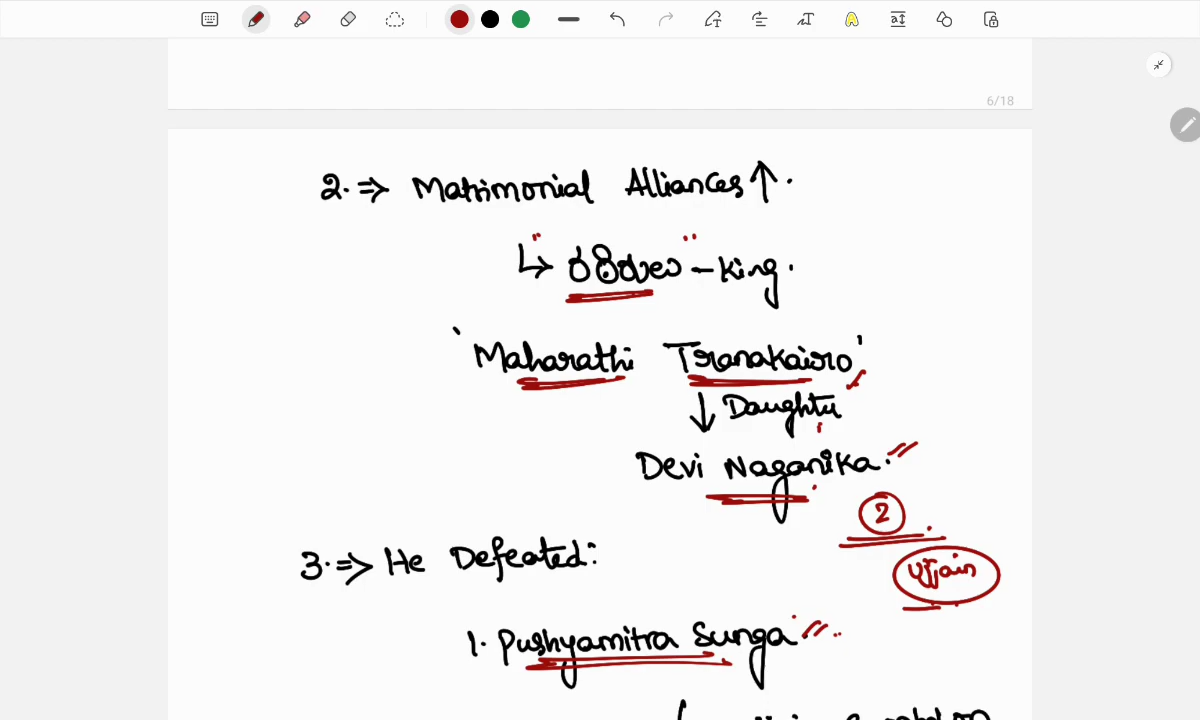 6/18
2. ⇒ Matrimonial Alliances ↑.
↳ - King.
'Maharathi Tranakairo'
↓ Daughter
Devi Naganika.
2
Ujjain
3. ⇒ He Defeated:
1. Pushyamitra Sunga